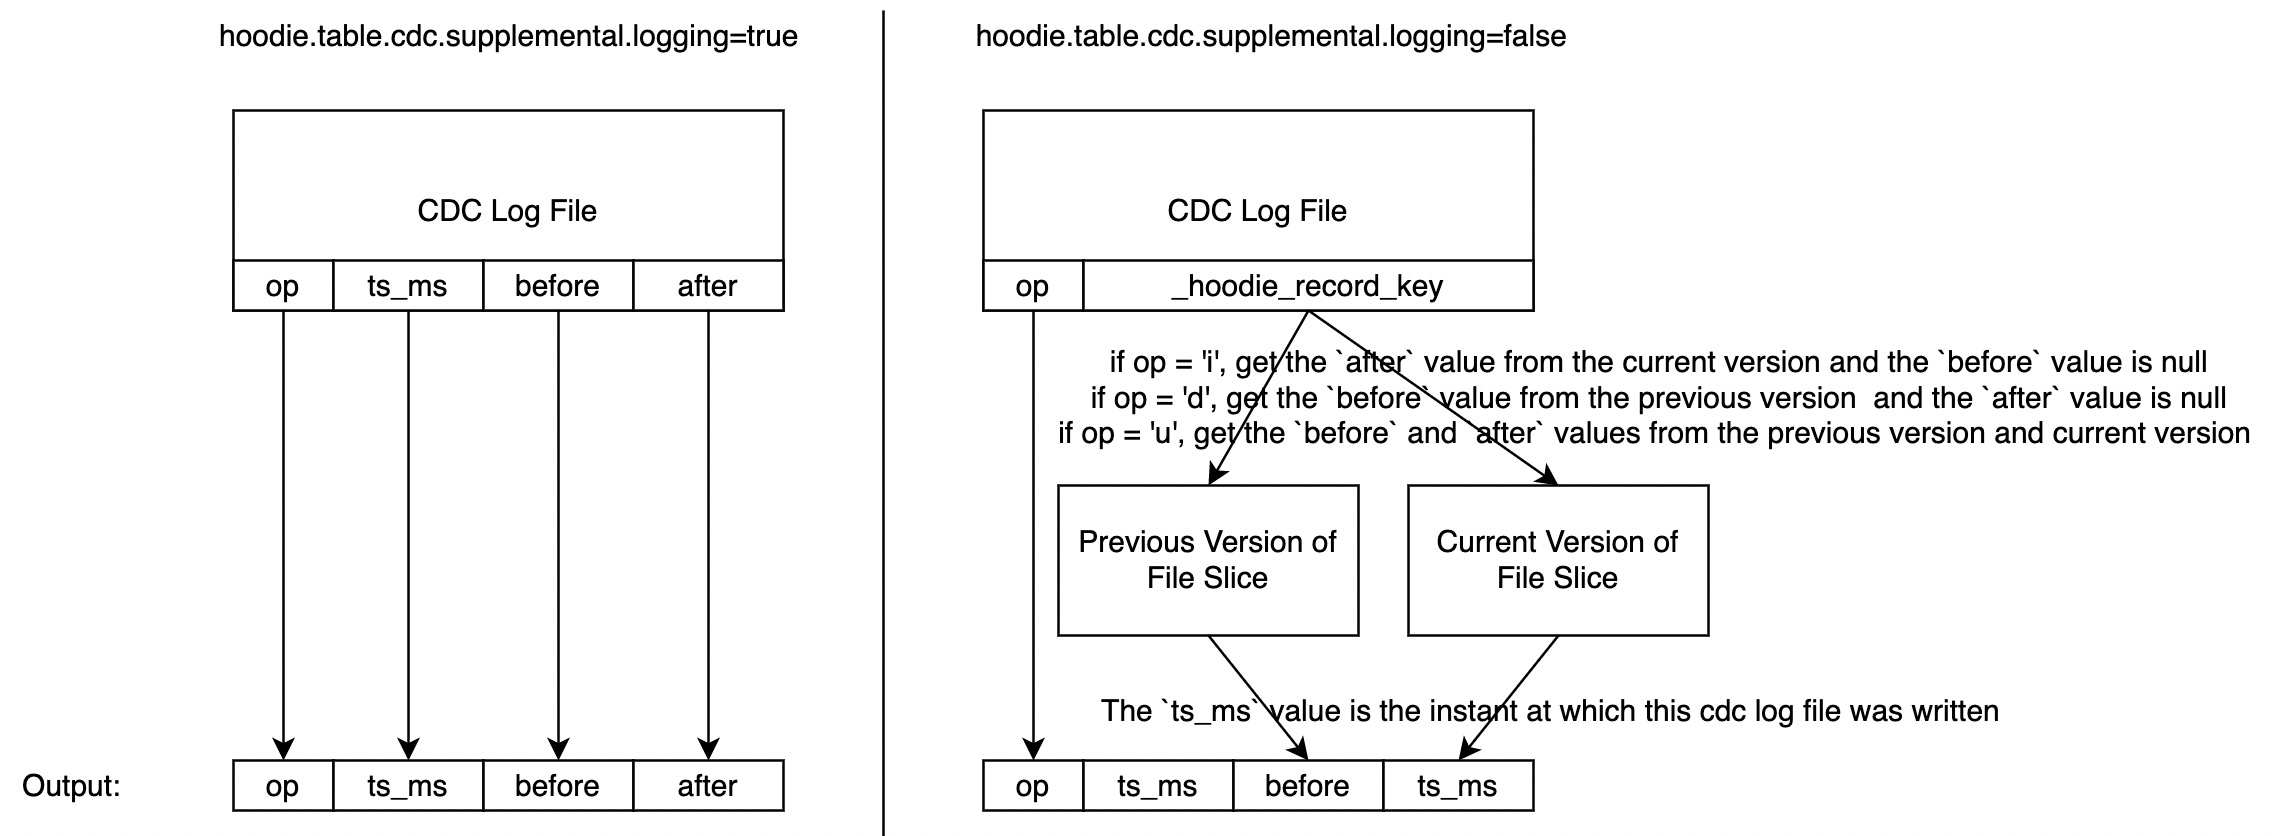 hoodie.table.cdc.supplemental.logging=true
CDC Log File
op ts_ms before after
Output: op ts_ms before after
hoodie.table.cdc.supplemental.logging=false
CDC Log File
op _hoodie_record_key
if op = 'i', get the `after` value from the current version and the `before` value is null
if op = 'd', get the `before` value from the previous version and the `after` value is null
if op = 'u', get the `before` and after` values from the previous version and current version
Previous Version of
File Slice
Current Version of
File Slice
The `ts_ms` value is the instant at which this cdc log file was written
op ts_ms before ts_ms